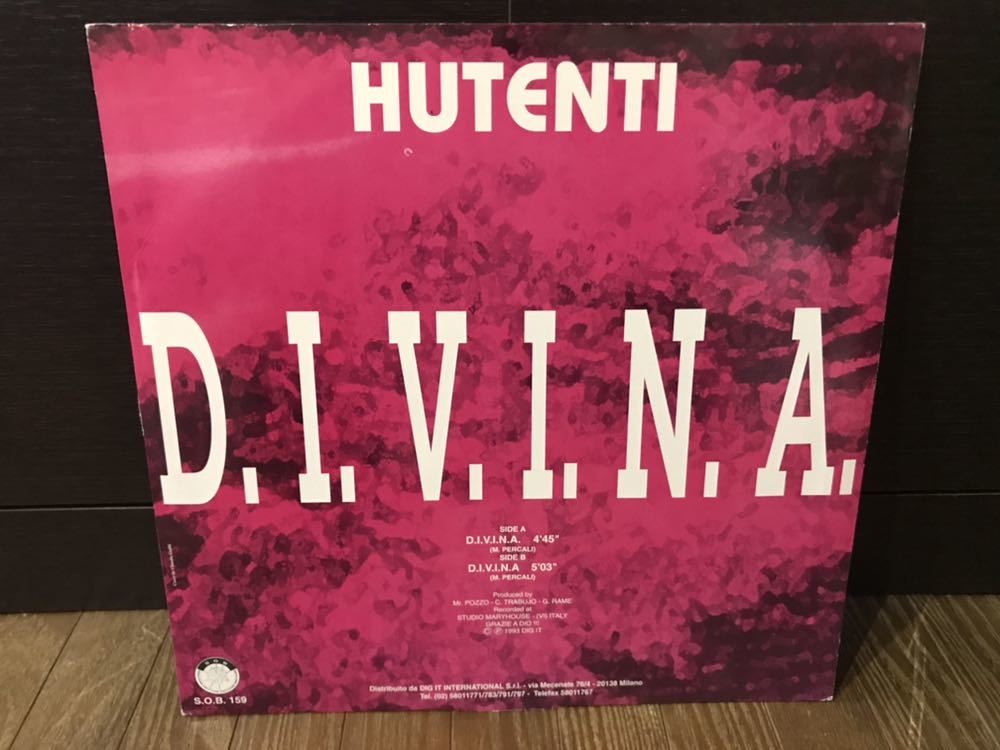 HUTENTI
D.I.V.I.N.A.
SIDE A
D.I.V.I.N.A. 4'45"
(M. PERCALI)
SIDE B
D.I.V.I.N.A 5'03"
(M. PERCALI)
Produced by
Mr. POZZO - C. TRABUJO - G. RAME
Recorded at
STUDIO MARYHOUSE - (VI) ITALY
GRAZIE A DIO !!!
© ℗ 1993 DIG IT
S.O.B.
S.O.B. 159
Distribuito da DIG IT INTERNATIONAL S.r.l. - via Mecenate 76/4 - 20138 Milano
Tel. (02) 58011771/783/791/797 - Telefax 58011767